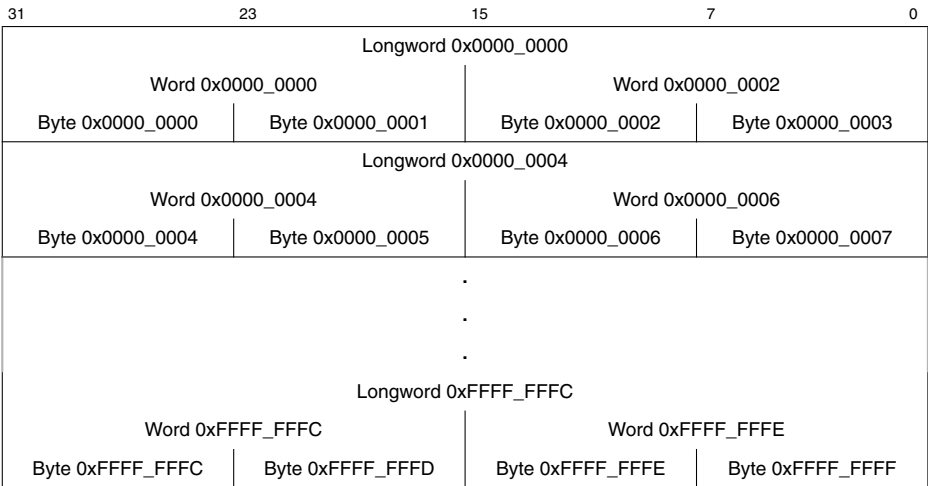 31 23 15 7 0
Longword 0x0000_0000
Word 0x0000_0000 Word 0x0000_0002
Byte 0x0000_0000 Byte 0x0000_0001 Byte 0x0000_0002 Byte 0x0000_0003
Longword 0x0000_0004
Word 0x0000_0004 Word 0x0000_0006
Byte 0x0000_0004 Byte 0x0000_0005 Byte 0x0000_0006 Byte 0x0000_0007
.
.
.
Longword 0xFFFF_FFFC
Word 0xFFFF_FFFC Word 0xFFFF_FFFE
Byte 0xFFFF_FFFC Byte 0xFFFF_FFFD Byte 0xFFFF_FFFE Byte 0xFFFF_FFFF